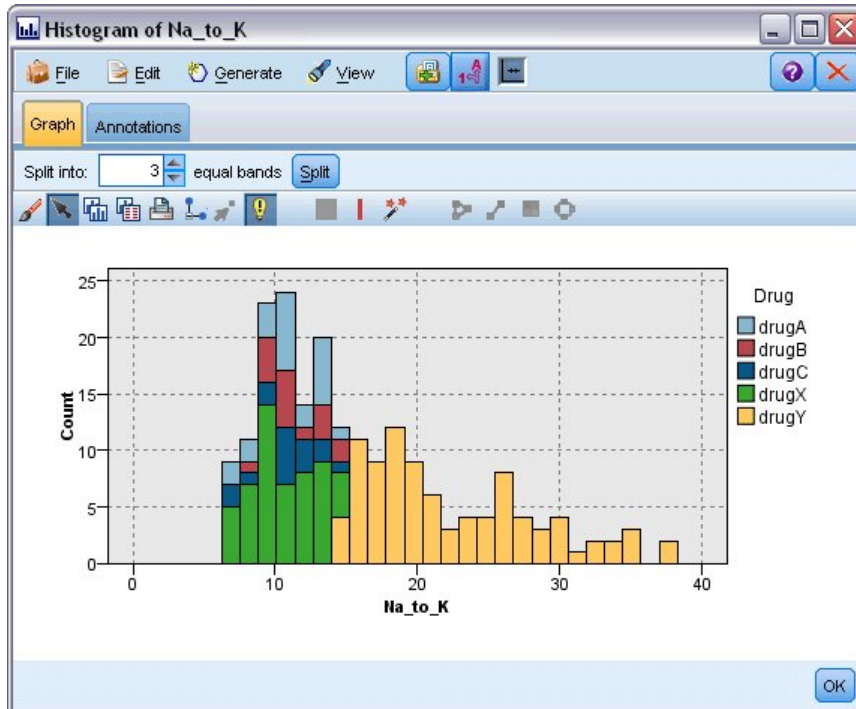 Histogram of Na_to_K
File Edit Generate View
Graph Annotations
Split into: 3 equal bands Split
Drug
drugA
drugB
drugC
drugX
drugY
25
20
15
10
5
0
Count
0 10 20 30 40
Na_to_K
OK